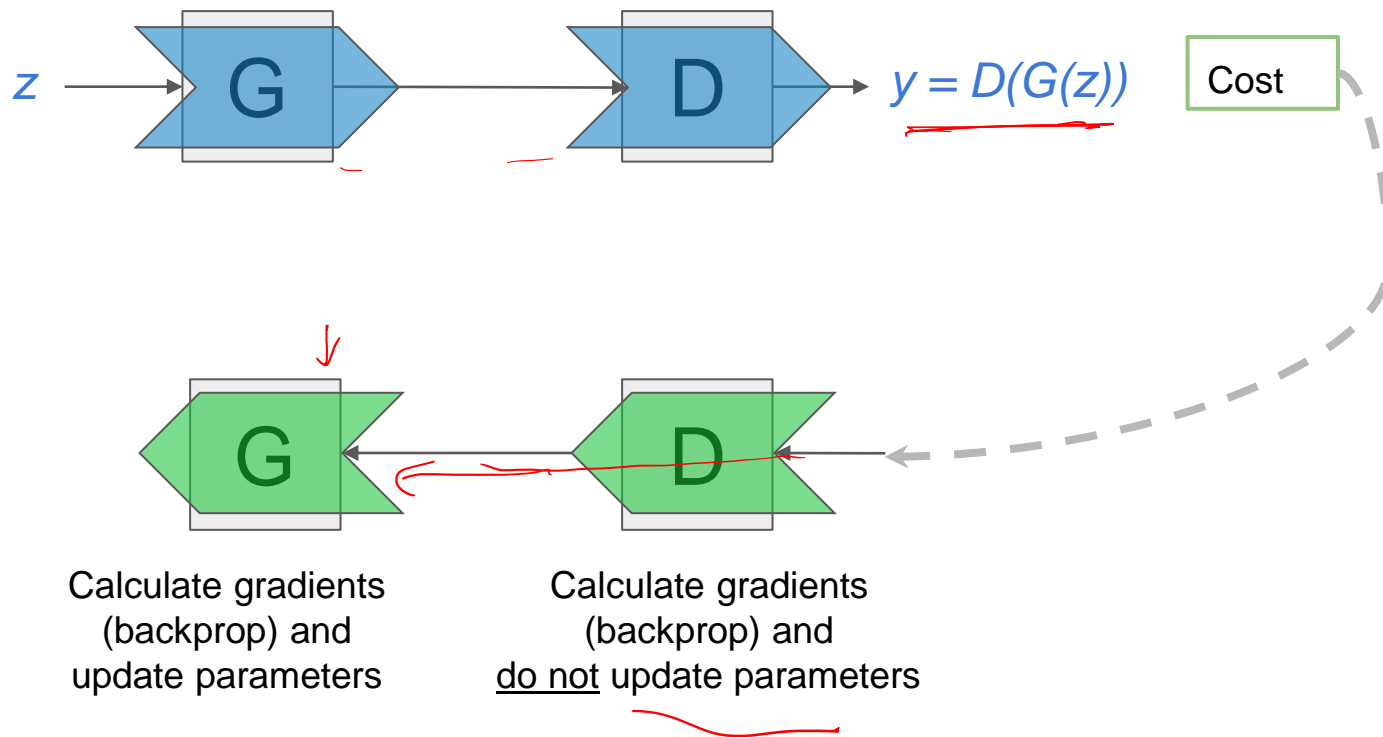 z
G
D
y = D(G(z))
Cost
G
D
Calculate gradients
(backprop) and
update parameters
Calculate gradients
(backprop) and
do not update parameters